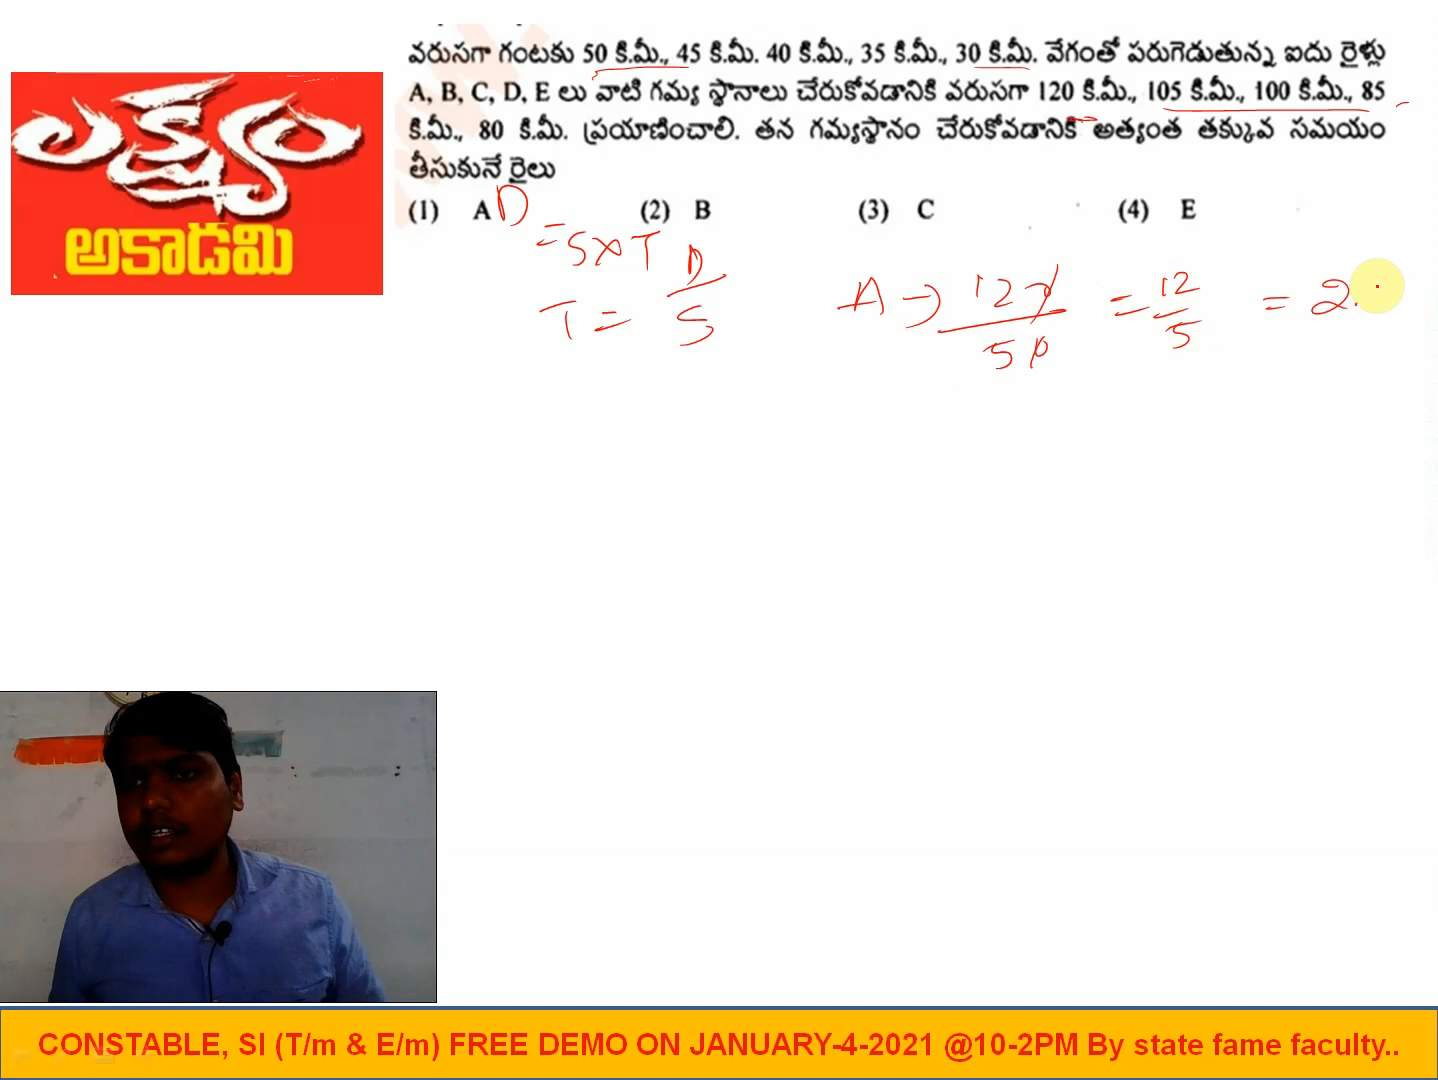 వరుసగా గంటకు 50 కి.మీ., 45 కి.మీ. 40 కి.మీ., 35 కి.మీ., 30 కి.మీ. వేగంతో పరుగెడుతున్న ఐదు రైళ్లు
A, B, C, D, E లు వాటి గమ్య స్థానాలు చేరుకోవడానికి వరుసగా 120 కి.మీ., 105 కి.మీ., 100 కి.మీ., 85
కి.మీ., 80 కి.మీ. ప్రయాణించాలి. తన గమ్యస్థానం చేరుకోవడానికి అత్యంత తక్కువ సమయం
తీసుకునే రైలు
(1) A (2) B (3) C (4) E
లక్ష్యం
అకాడమి
D = S X T
T = D/S
A → 120/50 = 12/5 = 2.
CONSTABLE, SI (T/m & E/m) FREE DEMO ON JANUARY-4-2021 @10-2PM By state fame faculty..